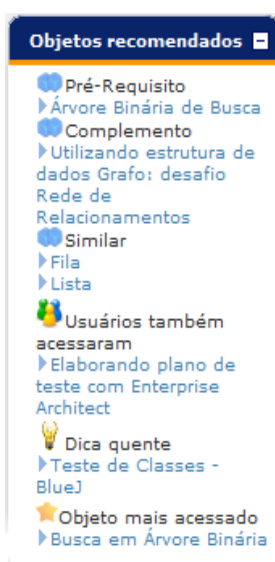 Objetos recomendados
Pré-Requisito
Árvore Binária de Busca
Complemento
Utilizando estrutura de
dados Grafo: desafio
Rede de
Relacionamentos
Similar
Fila
Lista
Usuários também
acessaram
Elaborando plano de
teste com Enterprise
Architect
Dica quente
Teste de Classes -
BlueJ
Objeto mais acessado
Busca em Árvore Binária